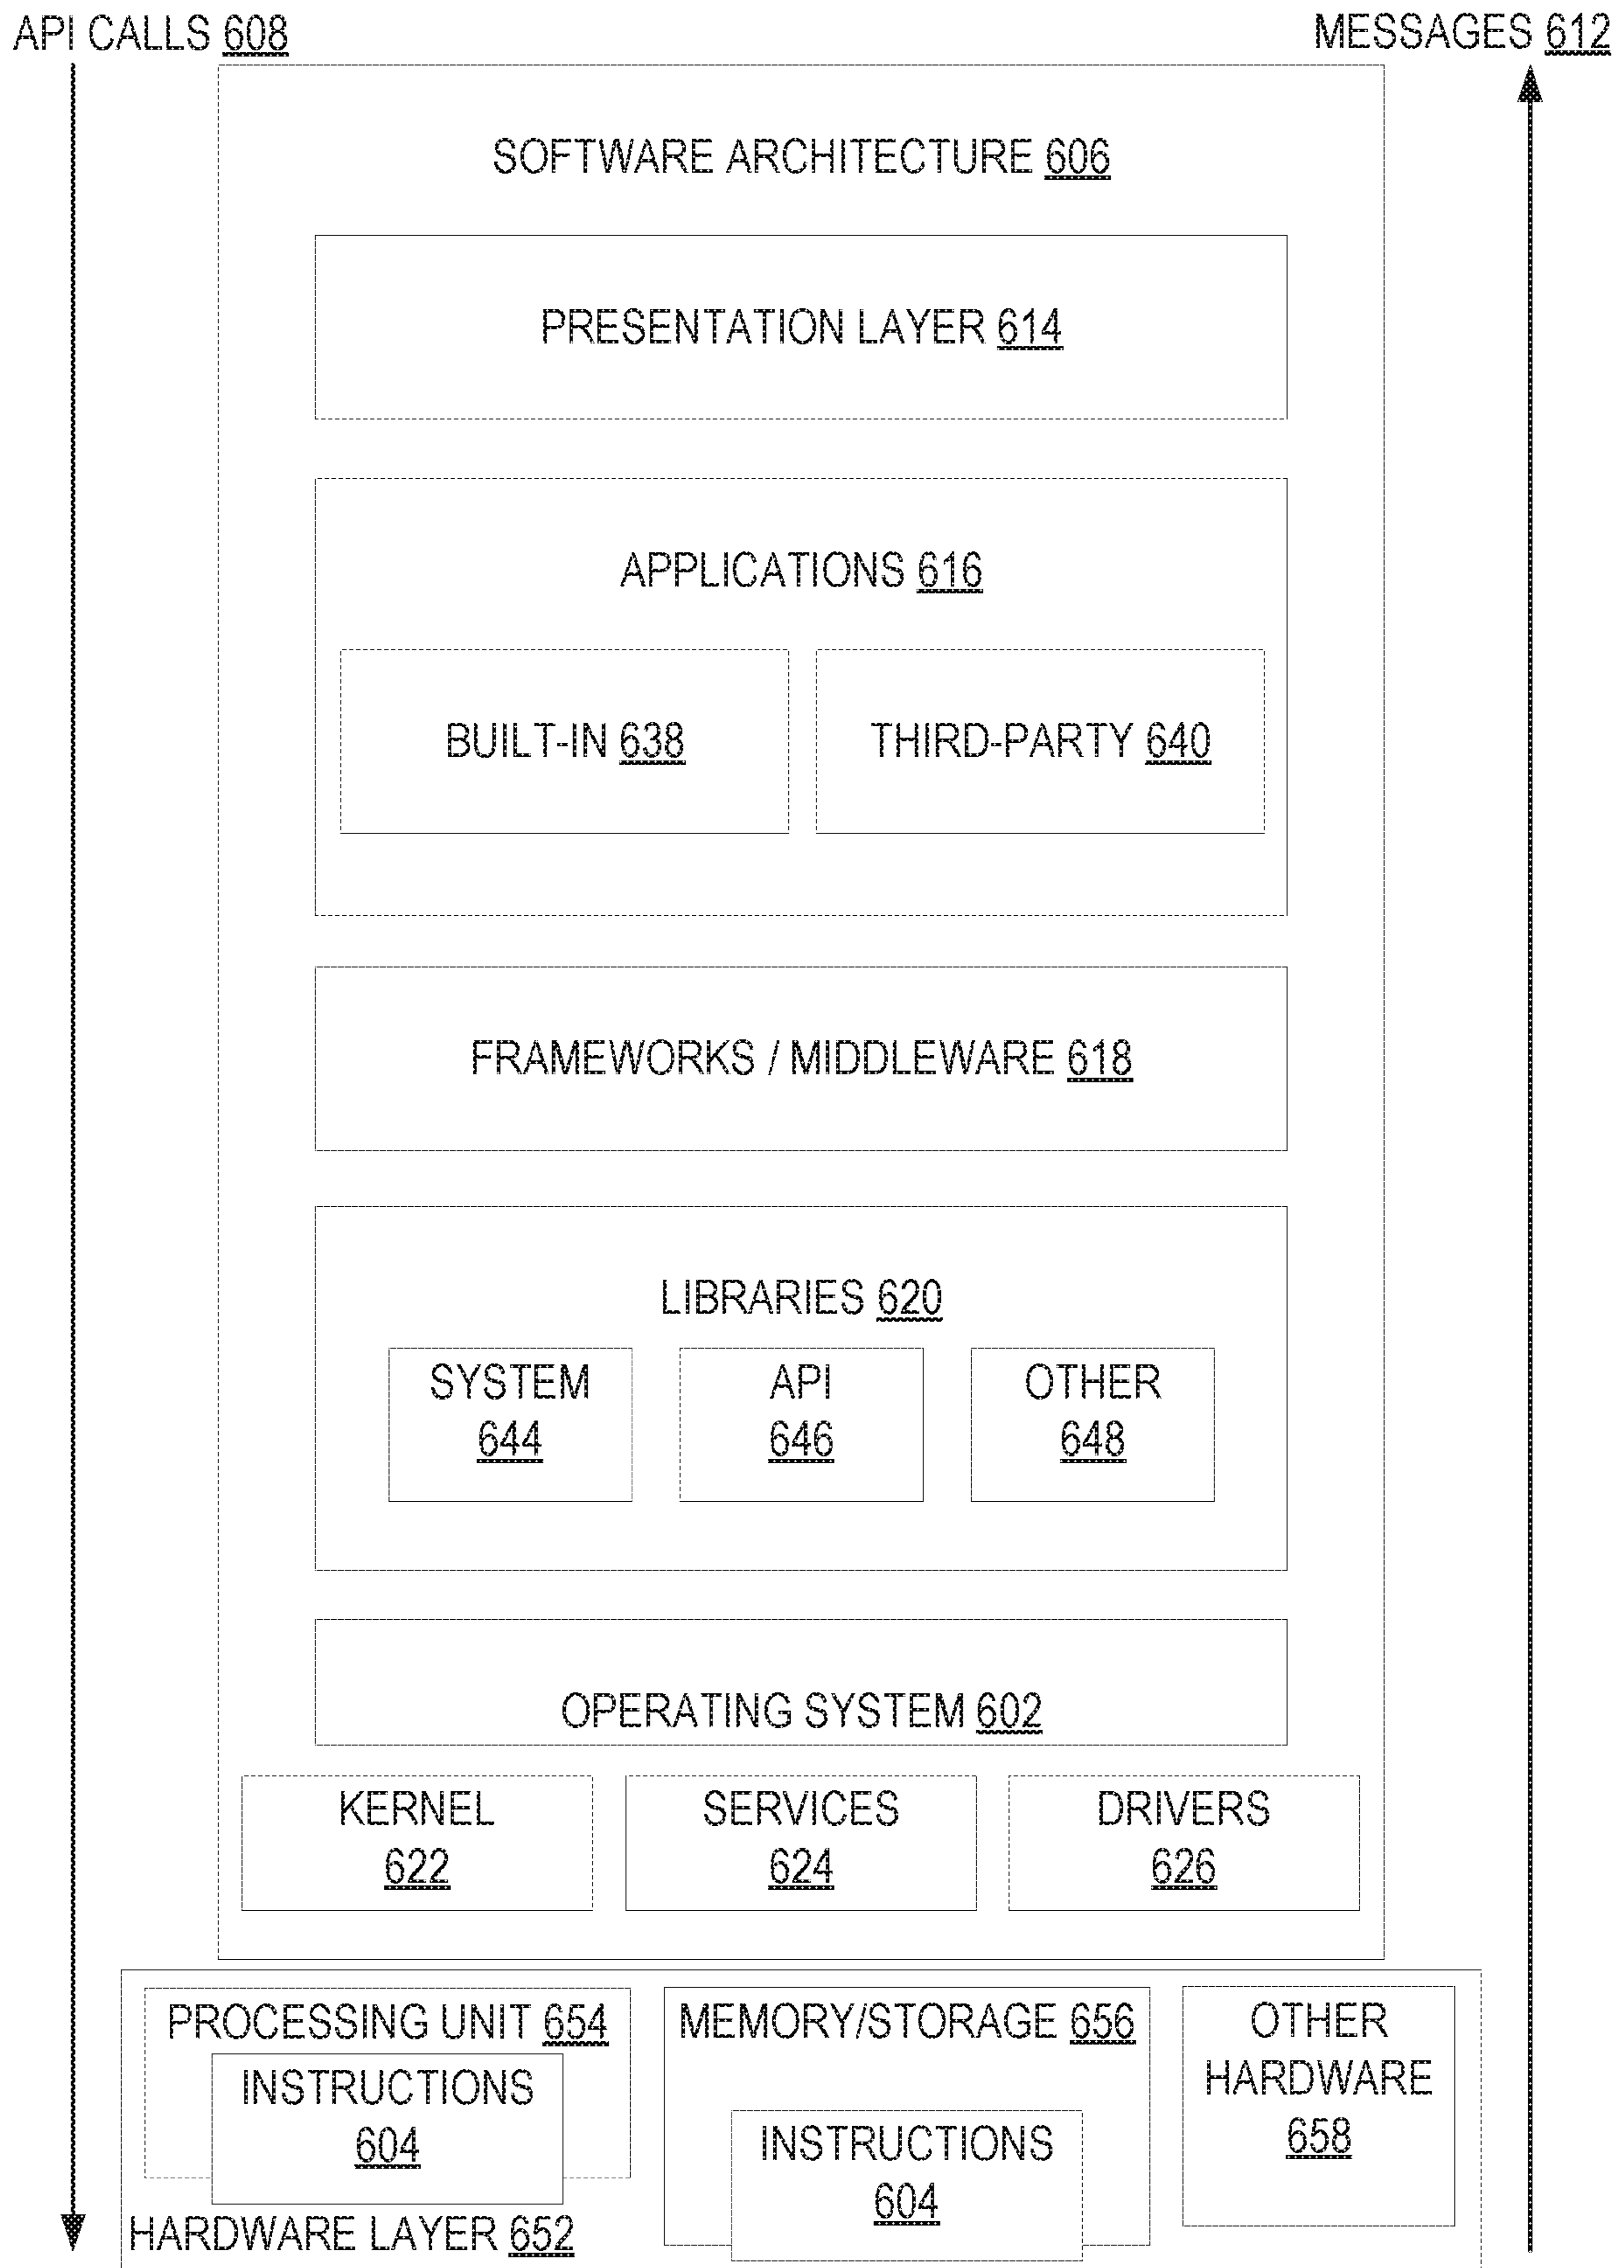 API CALLS 608
MESSAGES 612
SOFTWARE ARCHITECTURE 606
PRESENTATION LAYER 614
APPLICATIONS 616
BUILT-IN 638
THIRD-PARTY 640
FRAMEWORKS / MIDDLEWARE 618
LIBRARIES 620
SYSTEM
644
API
646
OTHER
648
OPERATING SYSTEM 602
KERNEL
622
SERVICES
624
DRIVERS
626
PROCESSING UNIT 654
INSTRUCTIONS
604
MEMORY/STORAGE 656
INSTRUCTIONS
604
OTHER
HARDWARE
658
HARDWARE LAYER 652